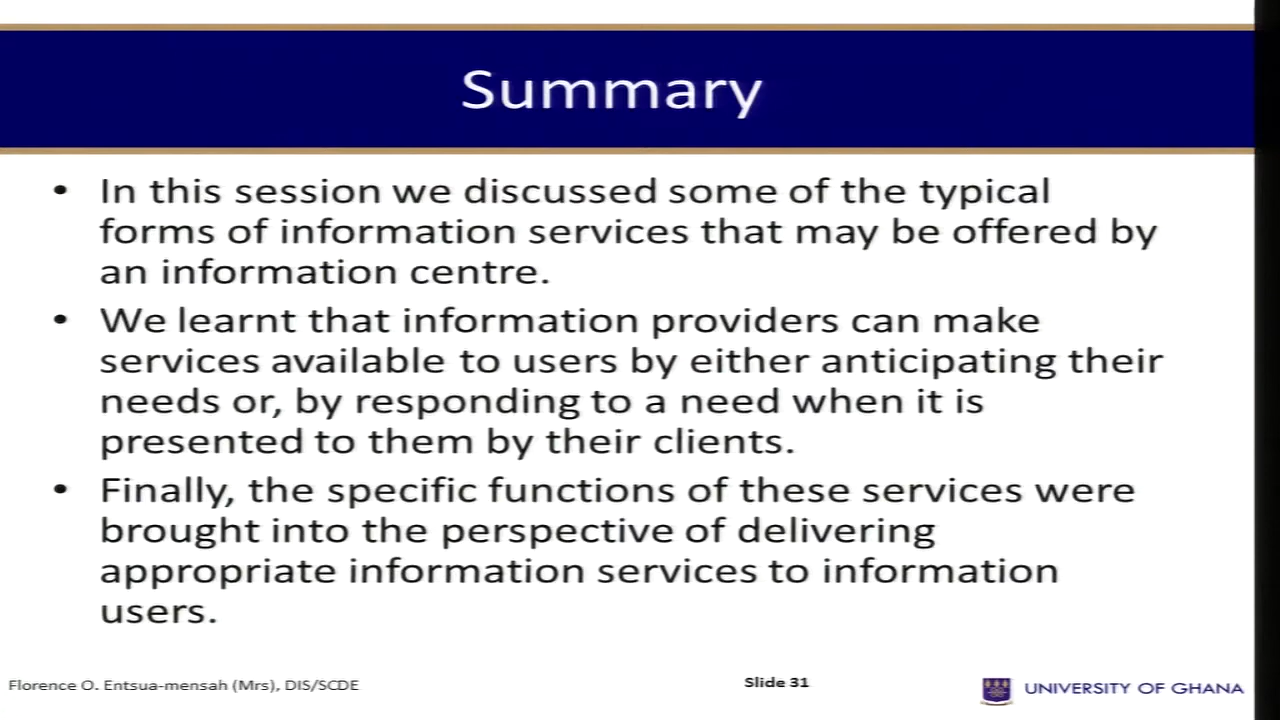 Summary
• In this session we discussed some of the typical
forms of information services that may be offered by
an information centre.
• We learnt that information providers can make
services available to users by either anticipating their
needs or, by responding to a need when it is
presented to them by their clients.
• Finally, the specific functions of these services were
brought into the perspective of delivering
appropriate information services to information
users.
Florence O. Entsua-mensah (Mrs), DIS/SCDE
Slide 31
UNIVERSITY OF GHANA